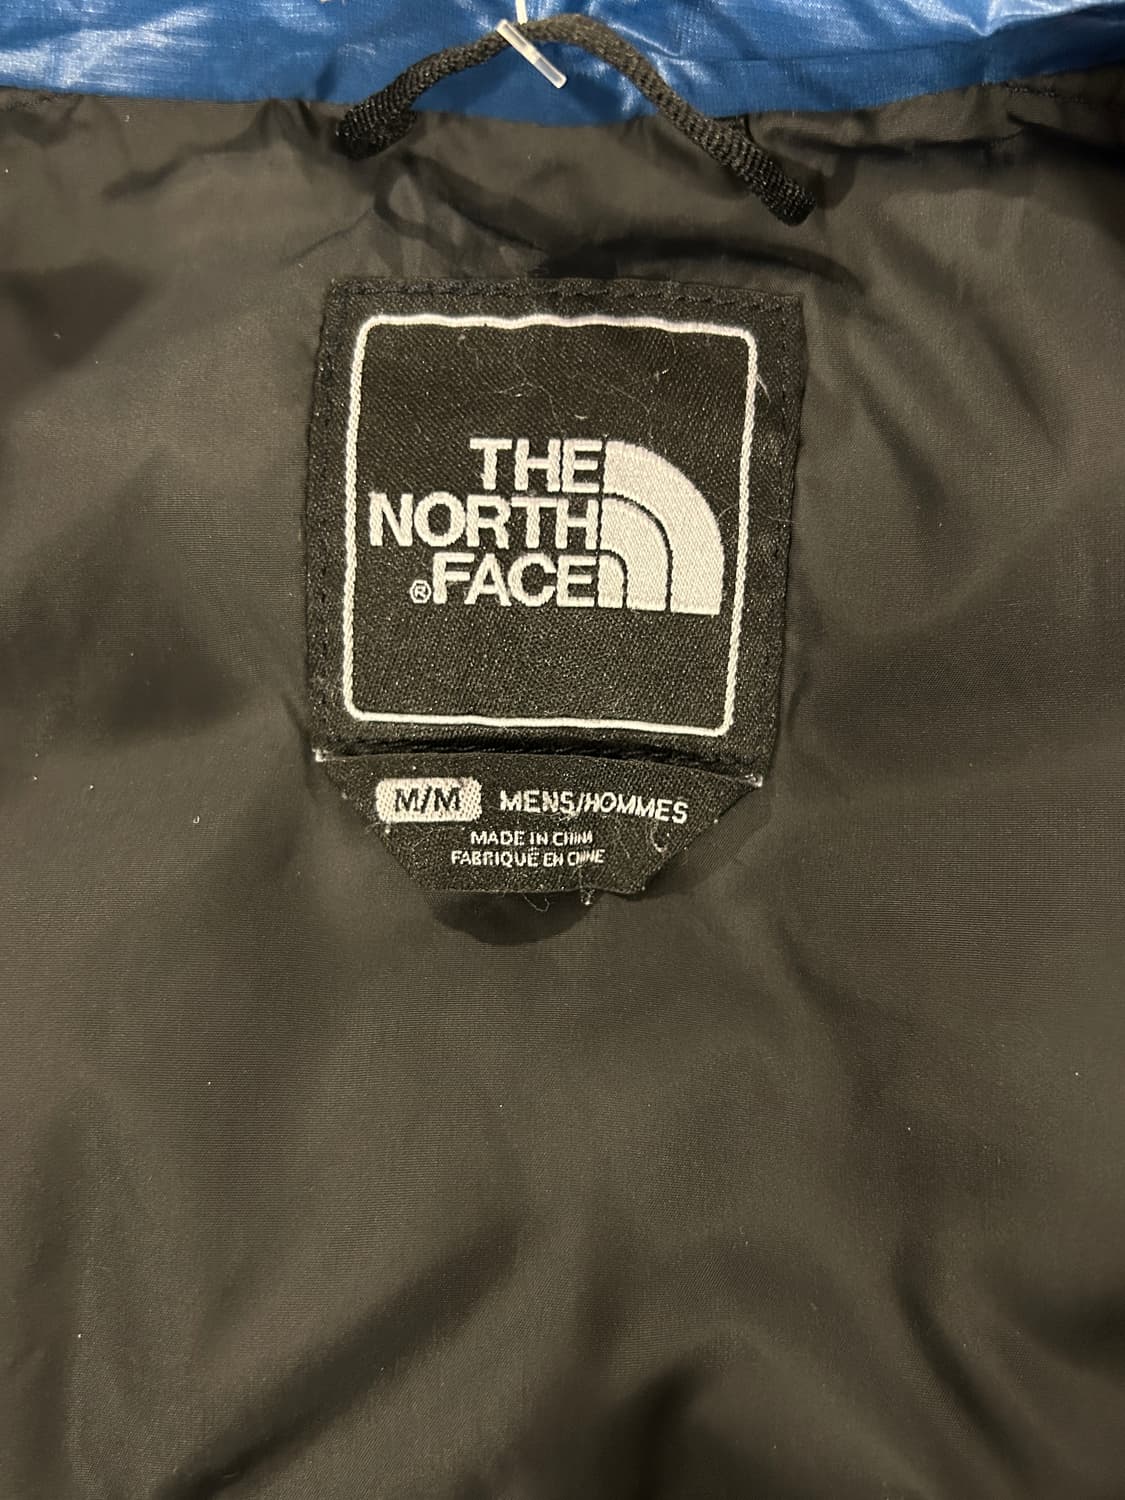 THE
NORTH
®FACE
M/M MENS/HOMMES
MADE IN CHINA
FABRIQUÉ EN CHINE